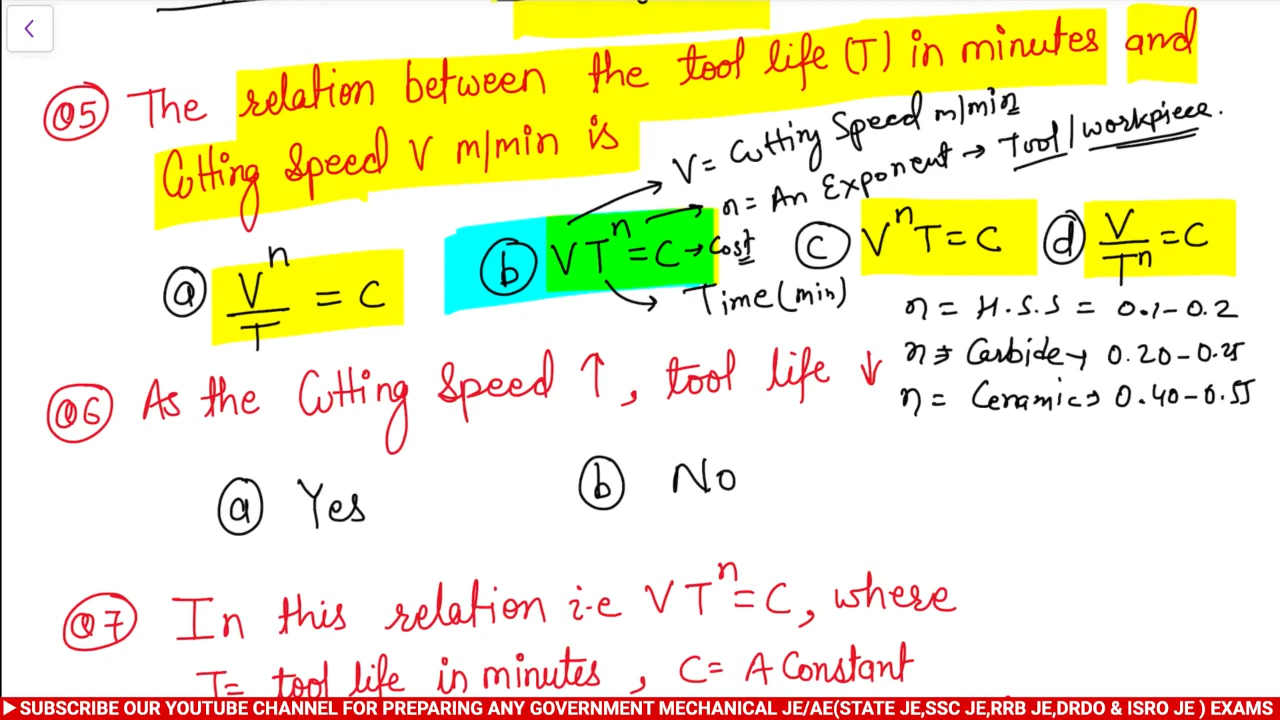 Q5 The relation between the tool life (T) in minutes and
Cutting Speed V m/min is
V = Cutting Speed m/min
n = An Exponent → Tool/workpiece.
a V^n/T = C
b VT^n = C → Cost
Time (min)
c V^n T = C
d V/T^n = C
n = H.S.S = 0.1-0.2
n ⇒ Carbide → 0.20-0.25
n = Ceramic ⇒ 0.40-0.55
Q6 As the Cutting Speed ↑, tool life ↓
a Yes b No
Q7 In this relation i.e VT^n = C, where
T = tool life in minutes, C = A Constant
▶ SUBSCRIBE OUR YOUTUBE CHANNEL FOR PREPARING ANY GOVERNMENT MECHANICAL JE/AE(STATE JE,SSC JE,RRB JE,DRDO & ISRO JE ) EXAMS